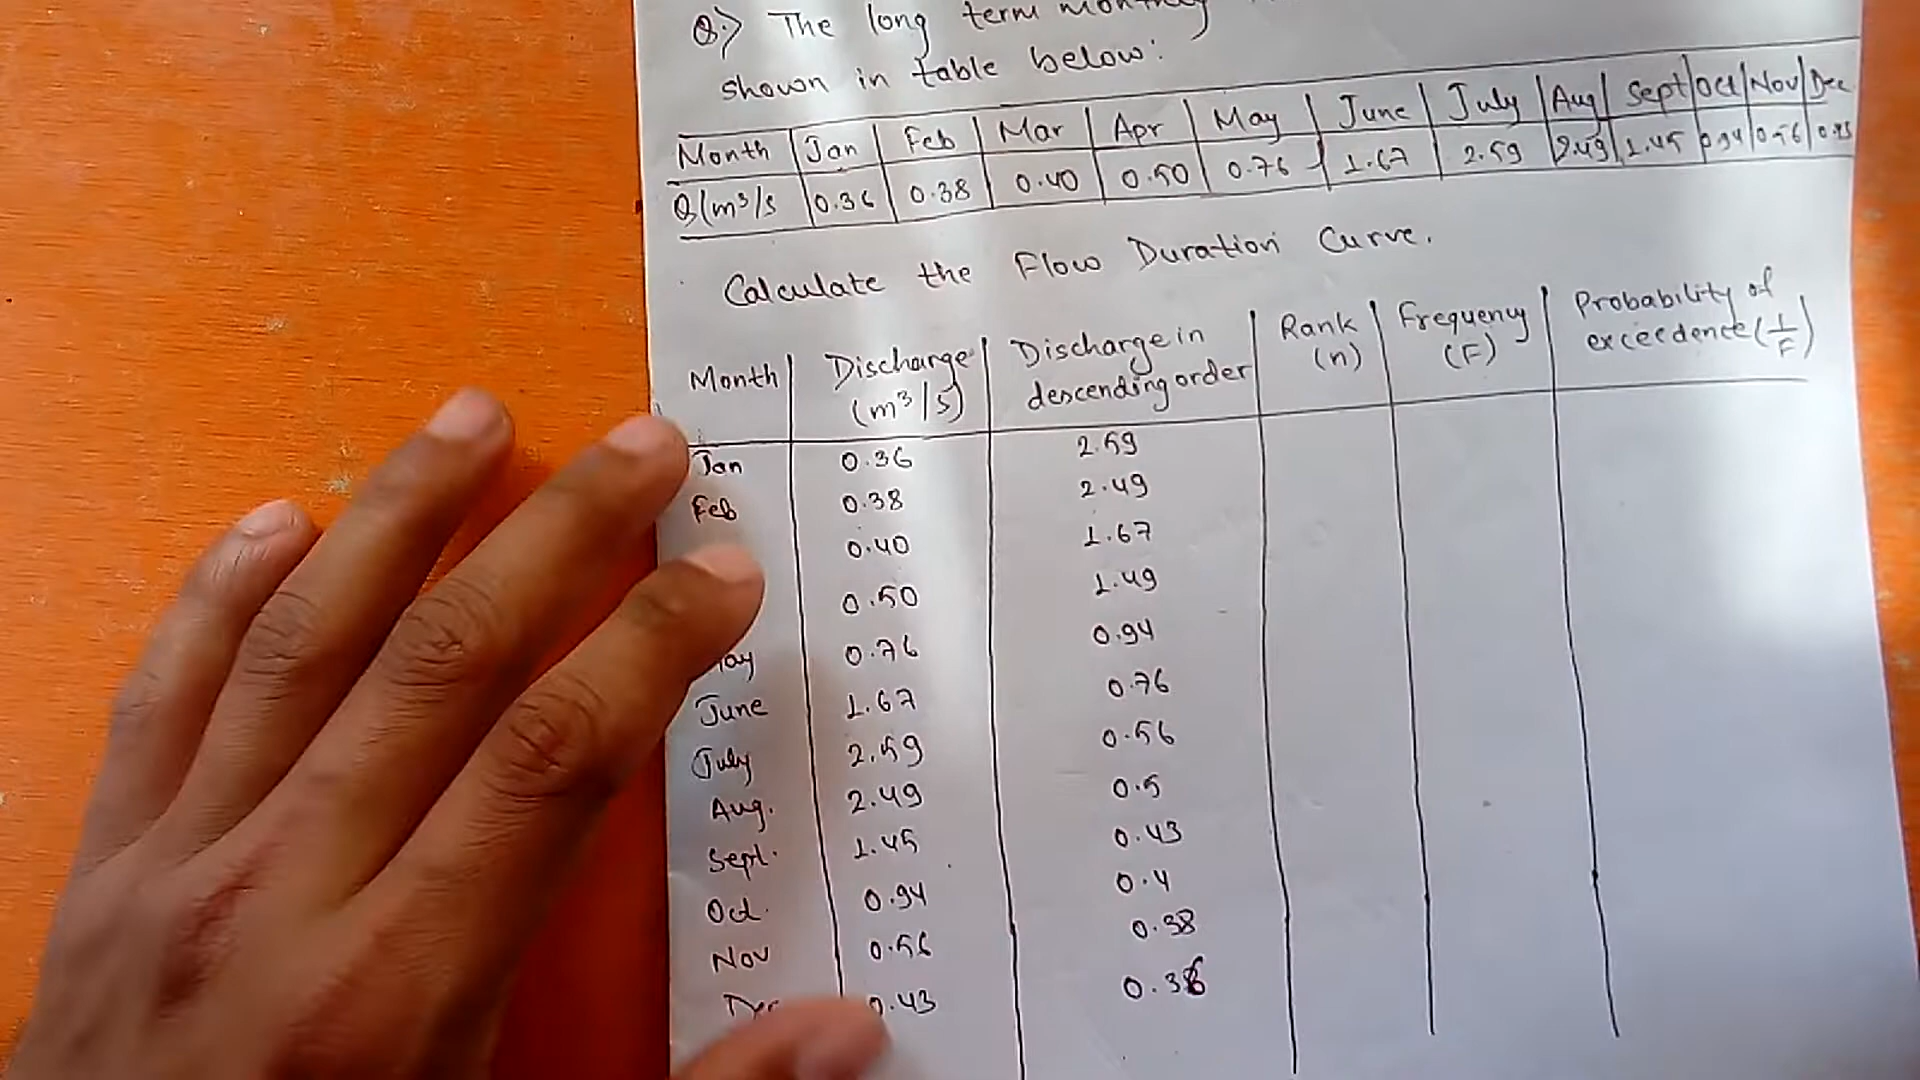 Q.> The long term monthly
shown in table below:
Month Jan Feb Mar Apr May June July Aug Sept Oct Nov Dec
Q(m³/s 0.36 0.38 0.40 0.50 0.76 1.67 2.59 2.49 1.45 0.94 0.56
Calculate the Flow Duration Curve.
Month Discharge (m³/s) Discharge in descending order Rank (n) Frequency (F) Probability of exceedence (1/F)
Jan 0.36 2.59
Feb 0.38 2.49
0.40 1.67
0.50 1.49
May 0.76 0.94
June 1.67 0.76
July 2.59 0.56
Aug. 2.49 0.5
Sept. 1.45 0.43
Oct. 0.94 0.4
Nov 0.56 0.38
Dec 0.43 0.36